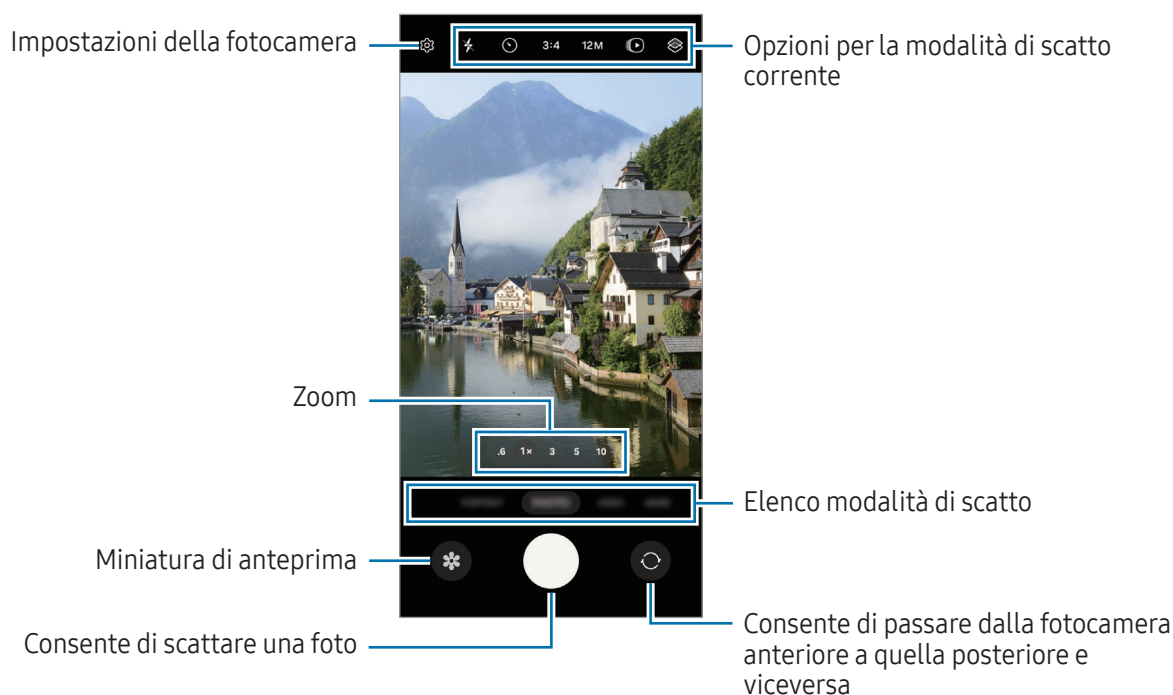 Impostazioni della fotocamera
3:4 12M
Opzioni per la modalità di scatto
corrente
Zoom
.6 1× 3 5 10
Elenco modalità di scatto
Miniatura di anteprima
Consente di scattare una foto
Consente di passare dalla fotocamera
anteriore a quella posteriore e
viceversa